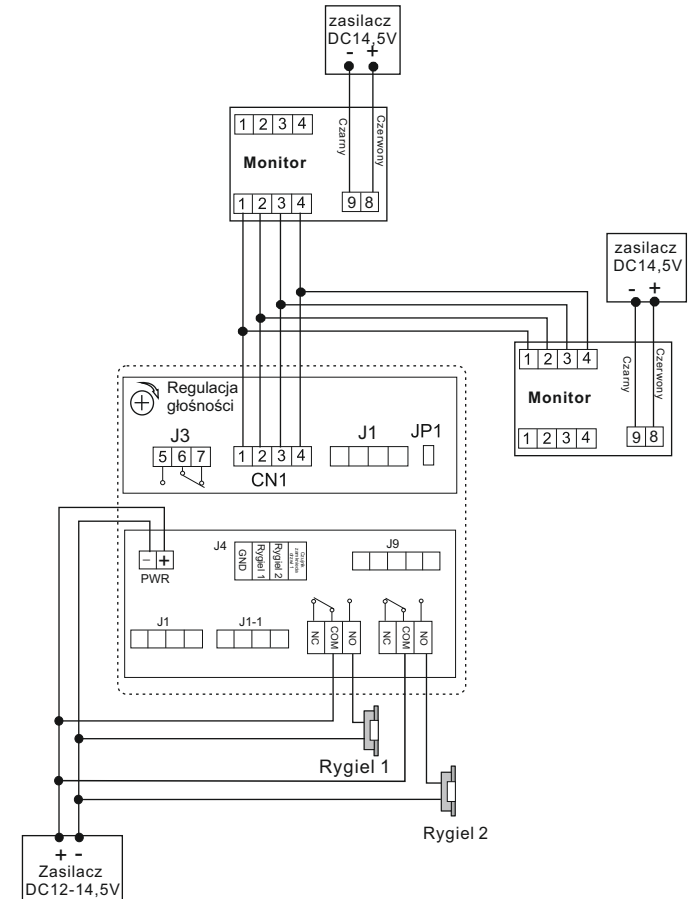 zasilacz
DC14,5V
- +
Czarny
Czerwony
1 2 3 4
Monitor
1 2 3 4
9 8
zasilacz
DC14,5V
- +
Czarny
Czerwony
1 2 3 4
Monitor
1 2 3 4
9 8
Regulacja
głośności
J3
5 6 7
1 2 3 4
CN1
J1
JP1
- +
PWR
J4
GND
Rygiel 1
Rygiel 2
J9
J1
J1-1
NC
COM
NO
NC
COM
NO
Rygiel 1
Rygiel 2
+ -
Zasilacz
DC12-14,5V